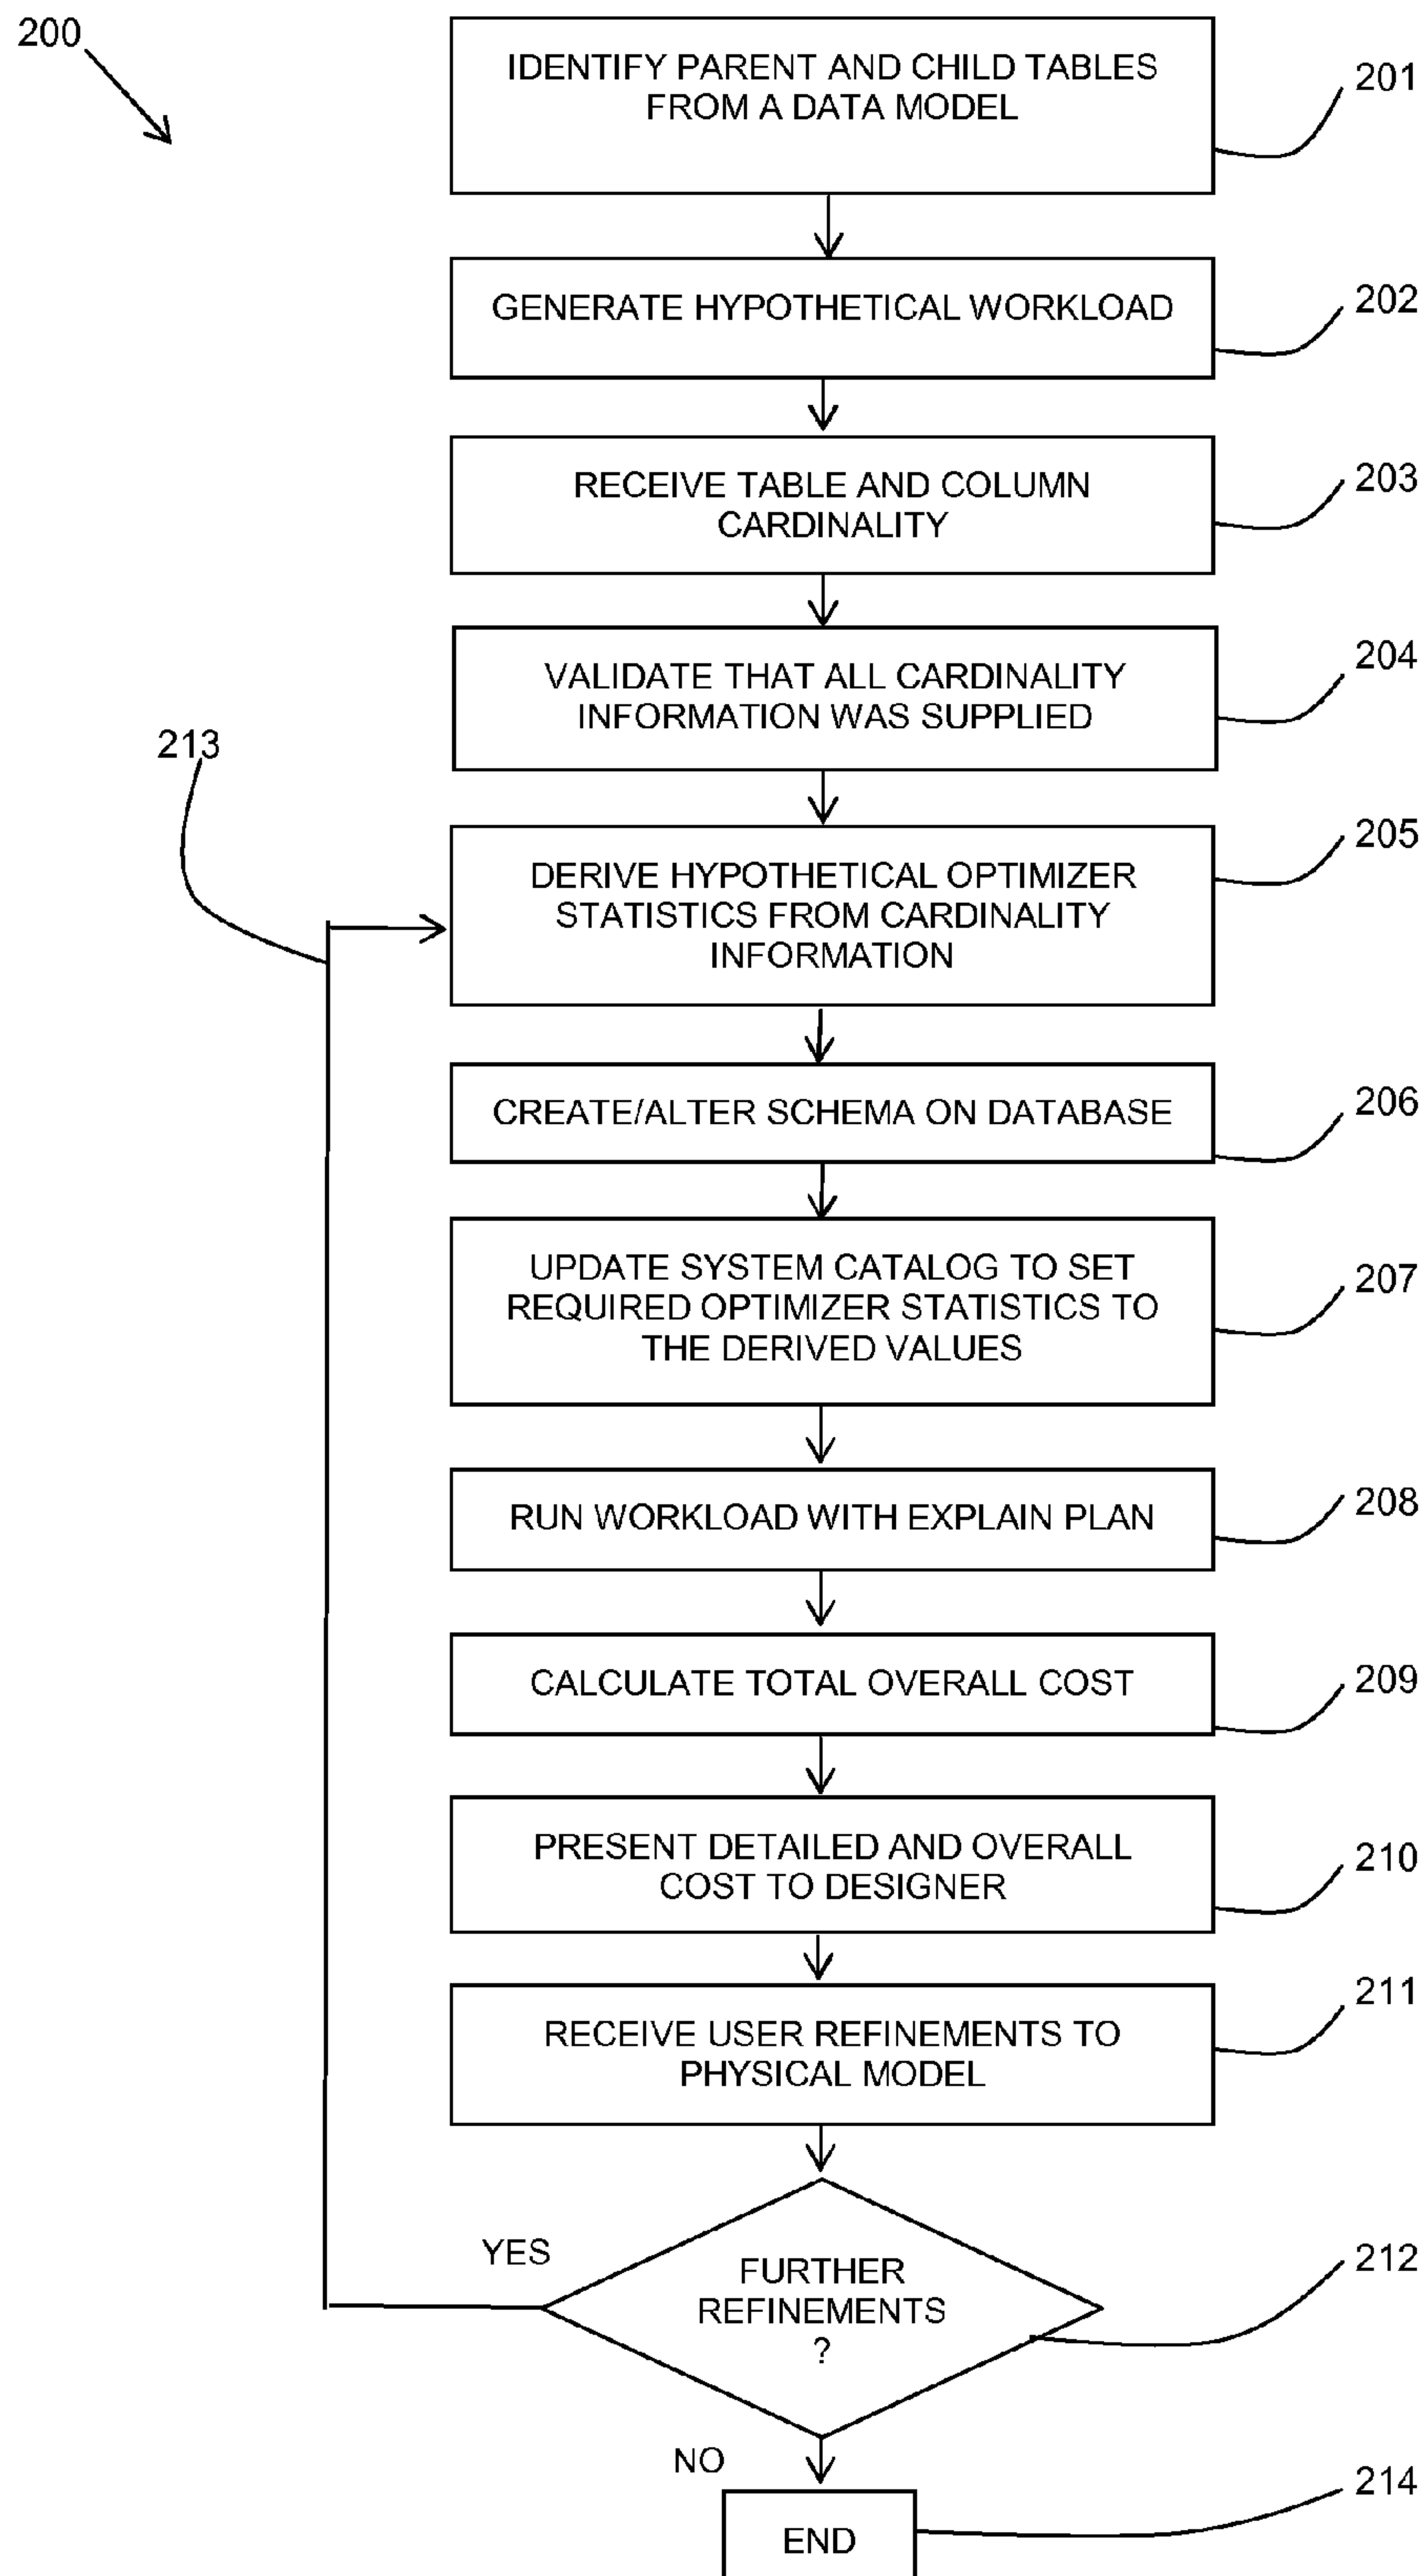 200
IDENTIFY PARENT AND CHILD TABLES
FROM A DATA MODEL
201
GENERATE HYPOTHETICAL WORKLOAD
202
RECEIVE TABLE AND COLUMN
CARDINALITY
203
VALIDATE THAT ALL CARDINALITY
INFORMATION WAS SUPPLIED
204
213
DERIVE HYPOTHETICAL OPTIMIZER
STATISTICS FROM CARDINALITY
INFORMATION
205
CREATE/ALTER SCHEMA ON DATABASE
206
UPDATE SYSTEM CATALOG TO SET
REQUIRED OPTIMIZER STATISTICS TO
THE DERIVED VALUES
207
RUN WORKLOAD WITH EXPLAIN PLAN
208
CALCULATE TOTAL OVERALL COST
209
PRESENT DETAILED AND OVERALL
COST TO DESIGNER
210
RECEIVE USER REFINEMENTS TO
PHYSICAL MODEL
211
YES
FURTHER
REFINEMENTS
?
212
NO
END
214